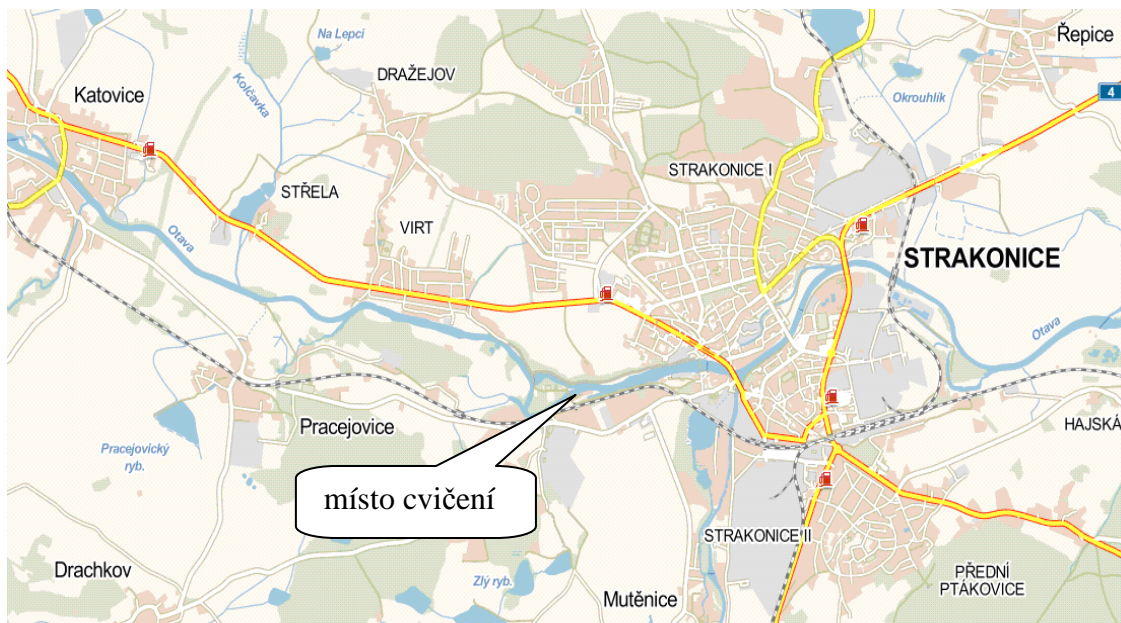 Na Lepci
Řepice
DRAŽEJOV
Kolčavka
4
Katovice
Okrouhlík
STRAKONICE I
STŘELA
VIRT
Otava
STRAKONICE
Otava
Pracejovice
HAJSKÁ
Pracejovický
ryb.
místo cvičení
STRAKONICE II
Drachkov
Zlý ryb.
PŘEDNÍ
PTÁKOVICE
Mutěnice